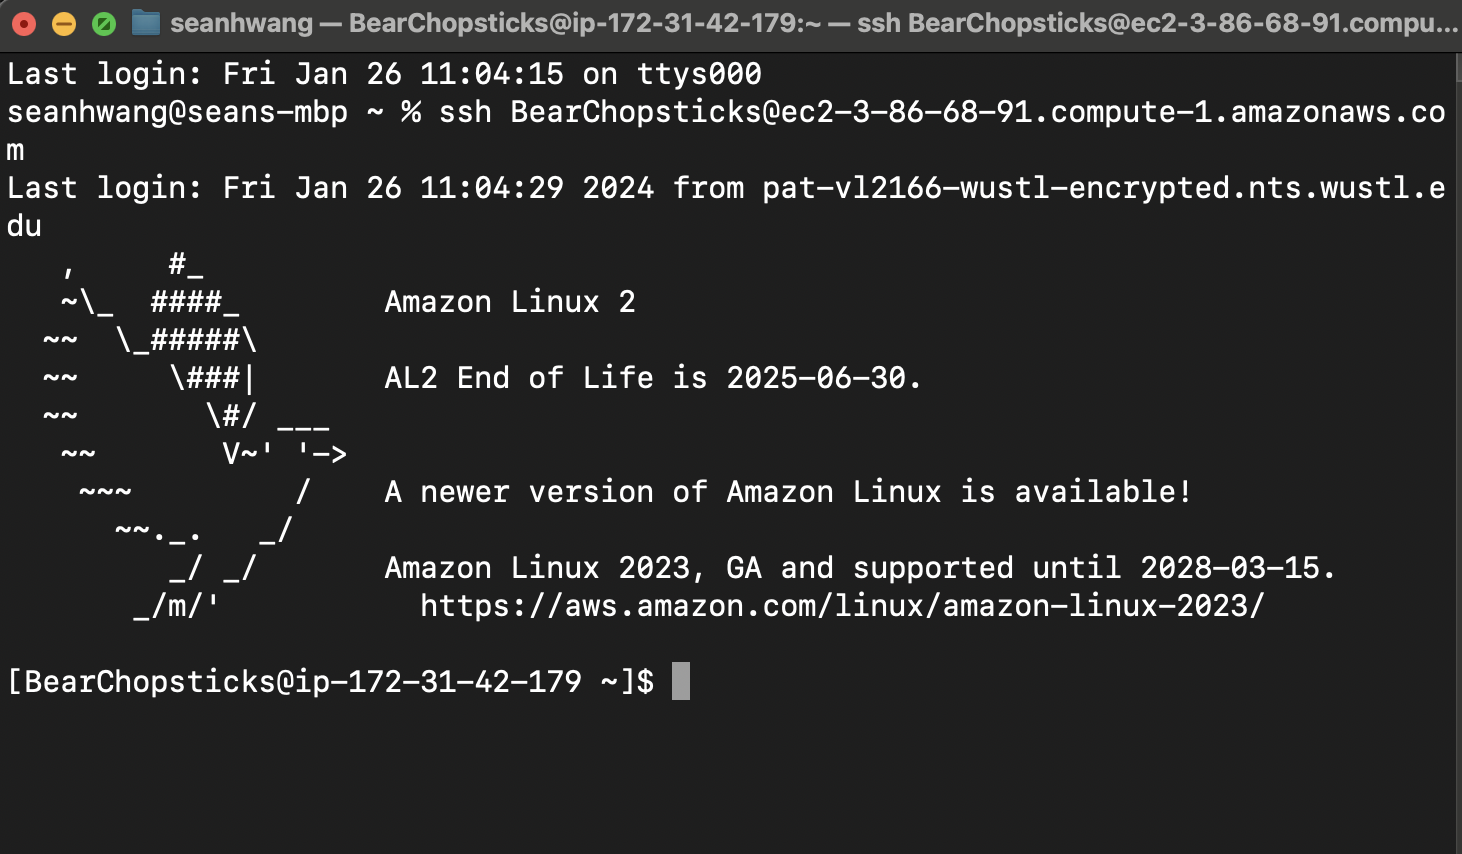 seanhwang — BearChopsticks@ip-172-31-42-179:~ — ssh BearChopsticks@ec2-3-86-68-91.compu...
Last login: Fri Jan 26 11:04:15 on ttys000
seanhwang@seans-mbp ~ % ssh BearChopsticks@ec2-3-86-68-91.compute-1.amazonaws.co
m
Last login: Fri Jan 26 11:04:29 2024 from pat-vl2166-wustl-encrypted.nts.wustl.e
du
   ,     #_
   ~\_  ####_        Amazon Linux 2
  ~~  \_#####\
  ~~     \###|       AL2 End of Life is 2025-06-30.
  ~~       \#/ ___
   ~~       V~' '->
    ~~~         /    A newer version of Amazon Linux is available!
      ~~._.   _/
         _/ _/       Amazon Linux 2023, GA and supported until 2028-03-15.
       _/m/'           https://aws.amazon.com/linux/amazon-linux-2023/
[BearChopsticks@ip-172-31-42-179 ~]$